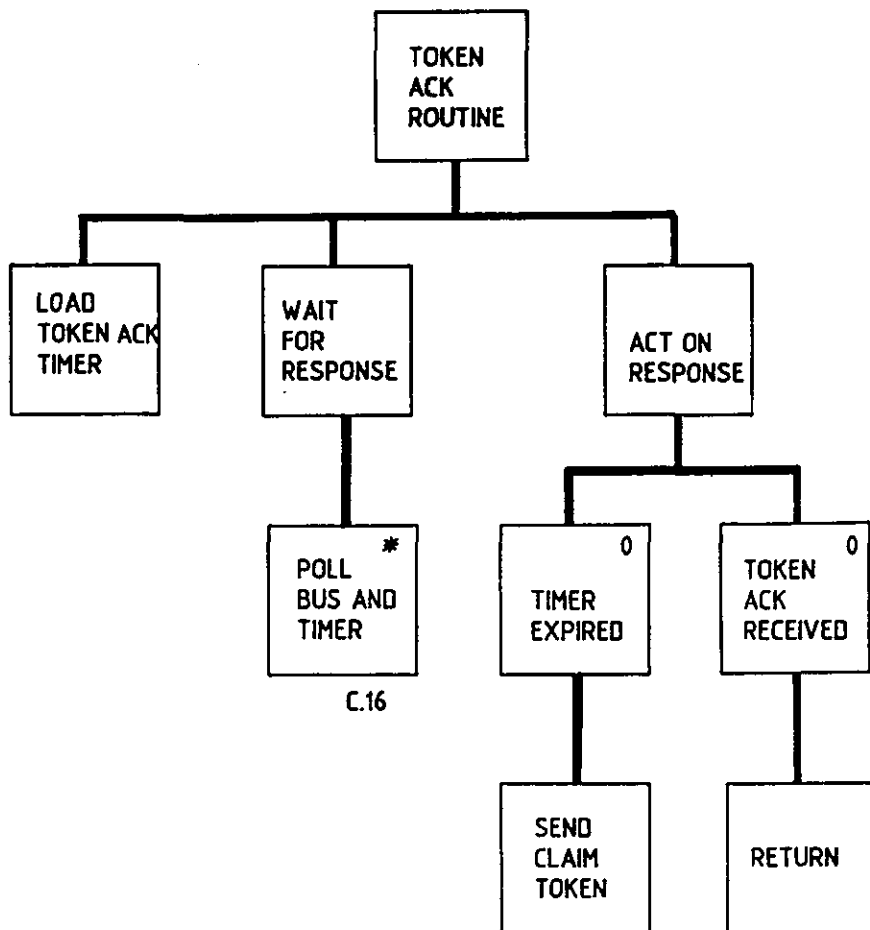 TOKEN
ACK
ROUTINE
LOAD
TOKEN ACK
TIMER
WAIT
FOR
RESPONSE
ACT ON
RESPONSE
*
POLL
BUS AND
TIMER
C.16
0
TIMER
EXPIRED
0
TOKEN
ACK
RECEIVED
SEND
CLAIM
TOKEN
RETURN